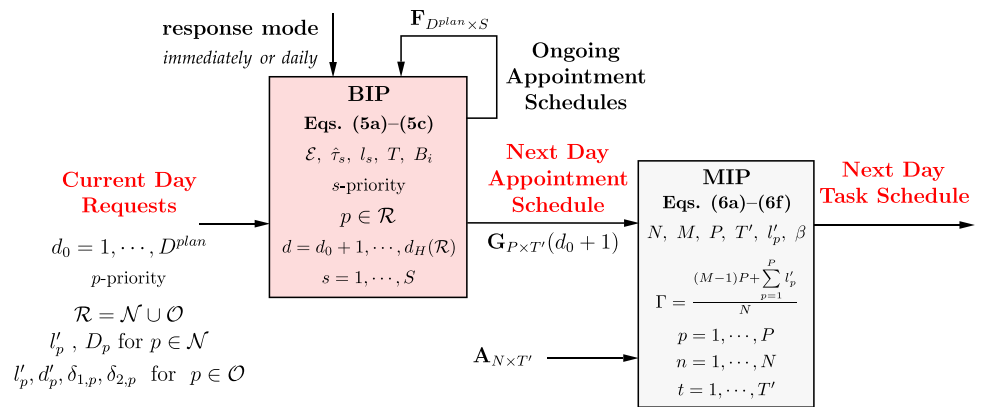 response mode
immediately or daily
F_{D^{plan}×S}
Ongoing
Appointment
Schedules
BIP
Eqs. (5a)–(5c)
ℰ, τ̂_s, l_s, T, B_i
s-priority
p ∈ ℛ
d = d_0 + 1, ⋯, d_H(ℛ)
s = 1, ⋯, S
Current Day
Requests
d_0 = 1, ⋯, D^{plan}
p-priority
ℛ = 𝒩 ∪ 𝒪
l'_p , D_p for p ∈ 𝒩
l'_p, d'_p, δ_{1,p}, δ_{2,p} for p ∈ 𝒪
Next Day
Appointment
Schedule
G_{P×T'}(d_0 + 1)
A_{N×T'}
MIP
Eqs. (6a)–(6f)
N, M, P, T', l'_p, β
Γ = \frac{(M−1)P+\sum_{p=1}^{P} l'_p}{N}
p = 1, ⋯, P
n = 1, ⋯, N
t = 1, ⋯, T'
Next Day
Task Schedule